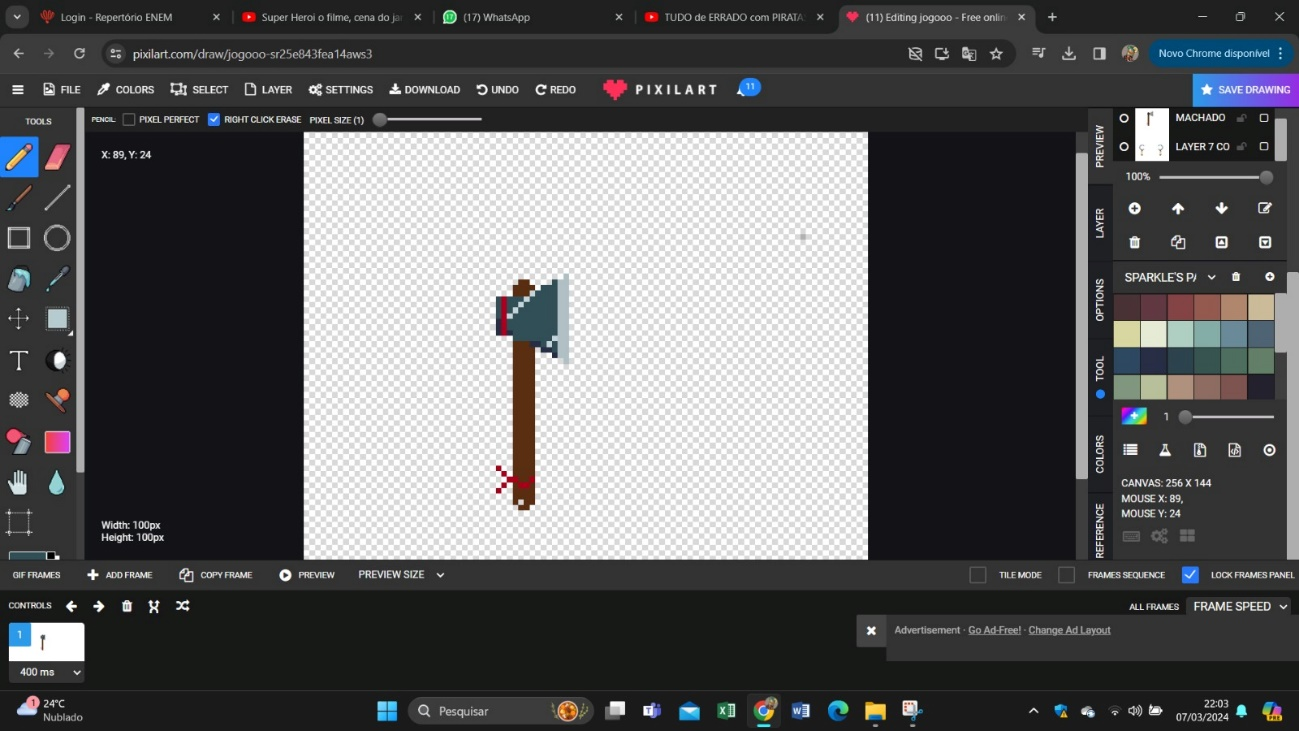 Login - Repertório ENEM
Super Heroi o filme, cena do ja
(17) WhatsApp
TUDO de ERRADO com PIRATA
(11) Editing jogooo - Free onlin
pixilart.com/draw/jogooo-sr25e843fea14aws3
Novo Chrome disponível
FILE COLORS SELECT LAYER SETTINGS DOWNLOAD UNDO REDO PIXILART 11 SAVE DRAWING
TOOLS
PENCIL: PIXEL PERFECT RIGHT CLICK ERASE PIXEL SIZE (1)
X: 89, Y: 24
MACHADO
LAYER 7 CO
100%
PREVIEW
LAYER
OPTIONS
TOOL
COLORS
REFERENCE
SPARKLE'S PA
1
CANVAS: 256 X 144
MOUSE X: 89,
MOUSE Y: 24
Width: 100px
Height: 100px
GIF FRAMES ADD FRAME COPY FRAME PREVIEW PREVIEW SIZE TILE MODE FRAMES SEQUENCE LOCK FRAMES PANEL
CONTROLS ALL FRAMES FRAME SPEED
1
400 ms
Advertisement · Go Ad-Free! · Change Ad Layout
1
24°C
Nublado
Pesquisar
22:03
07/03/2024
PRE